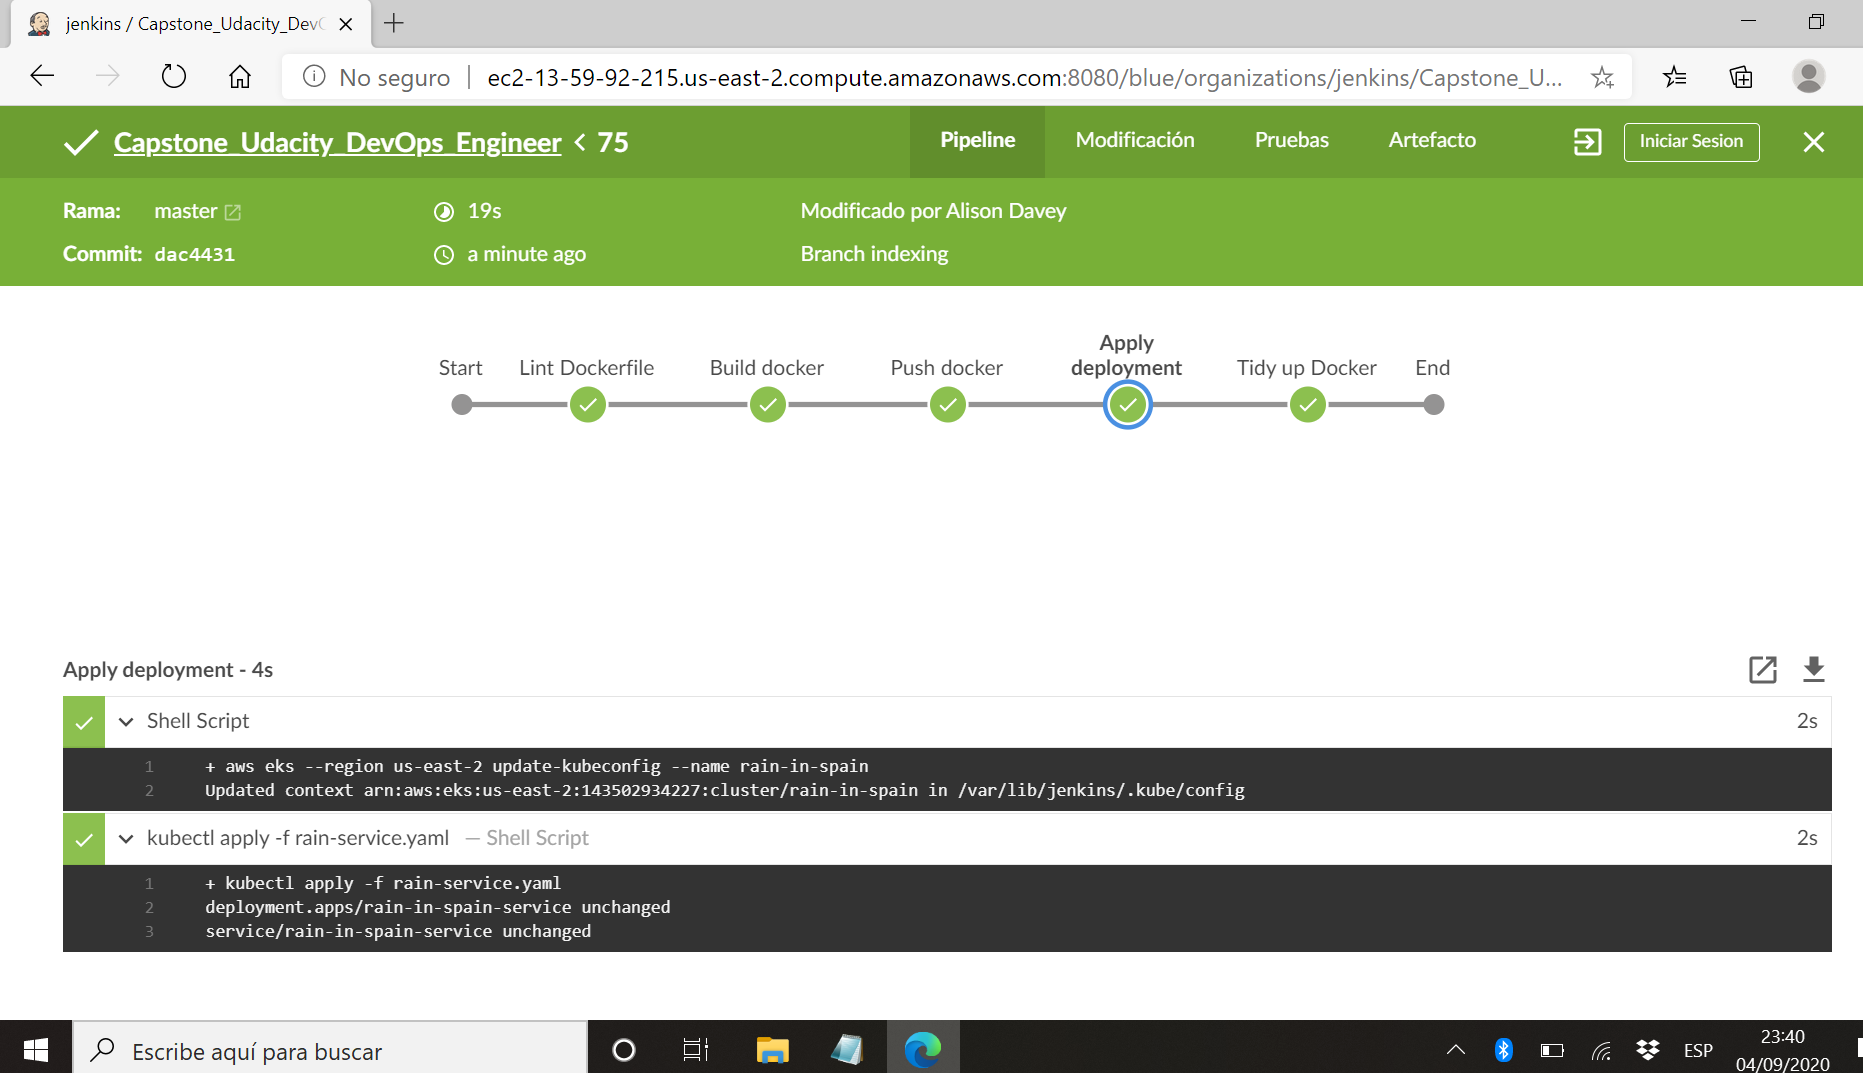 jenkins / Capstone_Udacity_Dev
No seguro | ec2-13-59-92-215.us-east-2.compute.amazonaws.com:8080/blue/organizations/jenkins/Capstone_U...
Capstone_Udacity_DevOps_Engineer < 75
Pipeline Modificación Pruebas Artefacto Iniciar Sesion
Rama: master 19s Modificado por Alison Davey
Commit: dac4431 a minute ago Branch indexing
Start Lint Dockerfile Build docker Push docker Apply deployment Tidy up Docker End
Apply deployment - 4s
Shell Script 2s
1 + aws eks --region us-east-2 update-kubeconfig --name rain-in-spain
2 Updated context arn:aws:eks:us-east-2:143502934227:cluster/rain-in-spain in /var/lib/jenkins/.kube/config
kubectl apply -f rain-service.yaml — Shell Script 2s
1 + kubectl apply -f rain-service.yaml
2 deployment.apps/rain-in-spain-service unchanged
3 service/rain-in-spain-service unchanged
Escribe aquí para buscar
ESP
23:40
04/09/2020